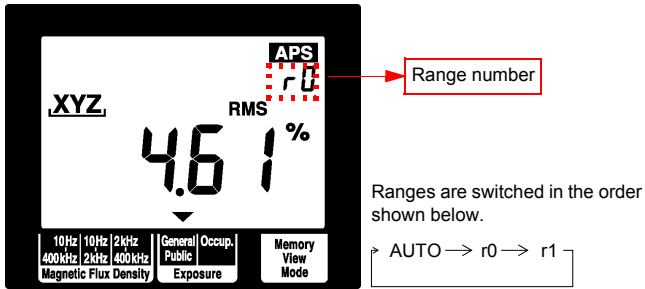 APS
r0
Range number
XYZ
RMS
4.61 %
Ranges are switched in the order
shown below.
AUTO → r0 → r1
10Hz 10Hz 2kHz General Occup. Memory
400kHz 2kHz 400kHz Public View
Magnetic Flux Density Exposure Mode